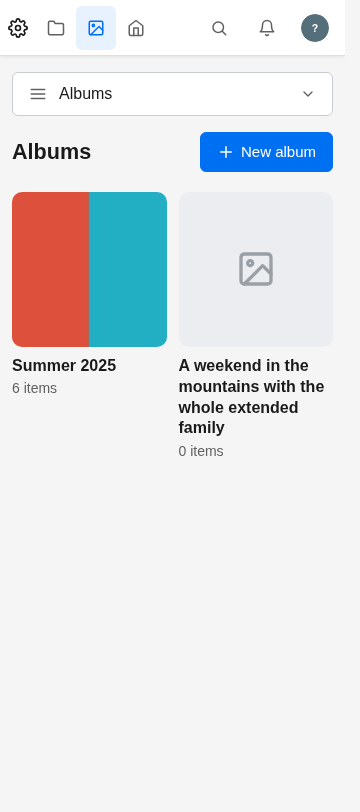 ?
Albums
Albums
New album
Summer 2025
6 items
A weekend in the
mountains with the
whole extended
family
0 items